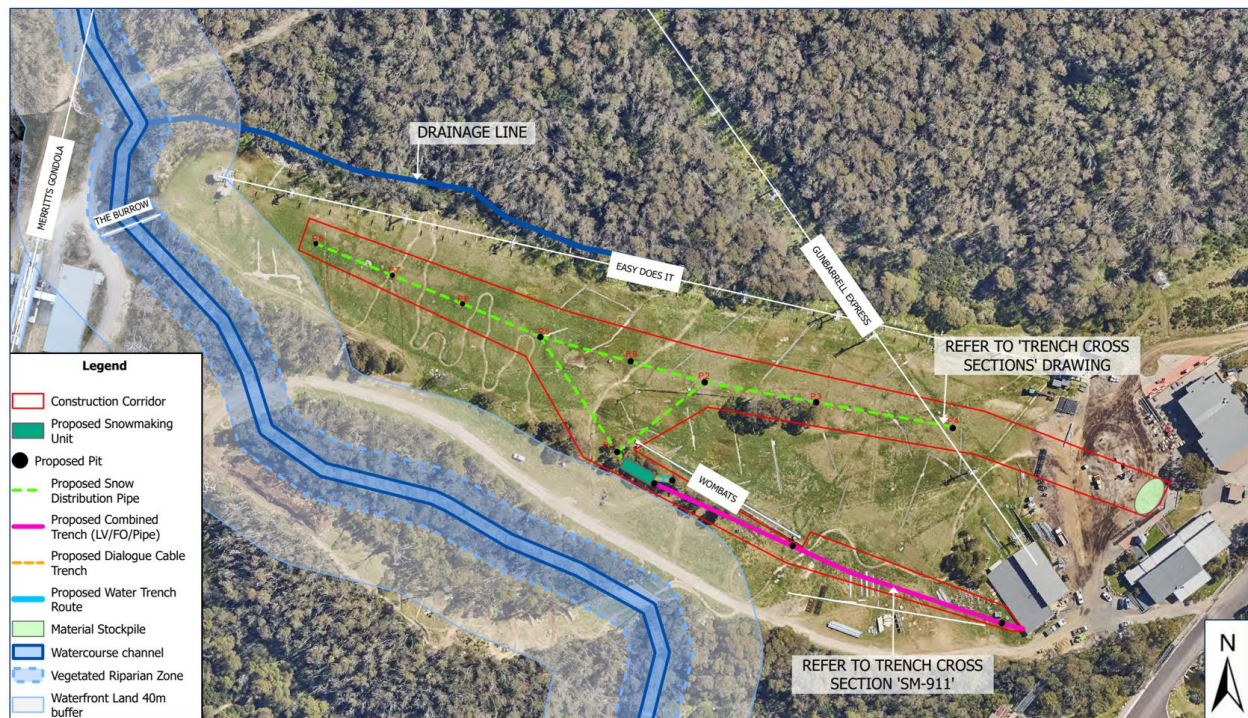 DRAINAGE LINE
MERRITTS GONDOLA
THE BURROW
EASY DOES IT
GUNBARRELL EXPRESS
REFER TO 'TRENCH CROSS
SECTIONS' DRAWING
P2
P3
WOMBATS
REFER TO TRENCH CROSS
SECTION 'SM-911'
Legend
Construction Corridor
Proposed Snowmaking
Unit
Proposed Pit
Proposed Snow
Distribution Pipe
Proposed Combined
Trench (LV/FO/Pipe)
Proposed Dialogue Cable
Trench
Proposed Water Trench
Route
Material Stockpile
Watercourse channel
Vegetated Riparian Zone
Waterfront Land 40m
buffer
N